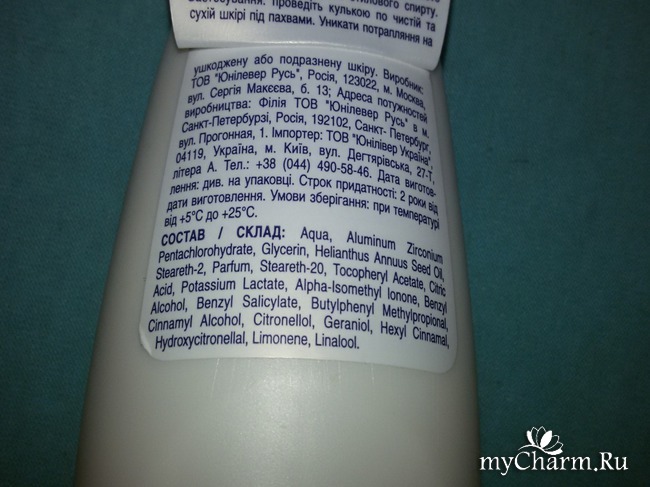 Застосування: Проведіть кулькою по чистій та
сухій шкірі під пахвами. Уникати потрапляння на
ушкоджену або подразнену шкіру. Виробник:
ТОВ "Юнілевер Русь", Росія, 123022, м. Москва,
вул. Сергія Макєєва, б. 13; Адреса потужностей
виробництва: Філія ТОВ "Юнілевер Русь" в м.
Санкт-Петербурзі, Росія, 192102, Санкт- Петербург,
вул. Прогонная, 1. Імпортер: ТОВ "Юнілівер Україна",
04119, Україна, м. Київ, вул. Дегтярівська, 27-Т,
літера А. Тел.: +38 (044) 490-58-46. Дата виготов-
лення: див. на упаковці. Строк придатності: 2 роки від
дати виготовлення. Умови зберігання: при температурі
від +5°C до +25°C.
СОСТАВ / СКЛАД: Aqua, Aluminum Zirconium
Pentachlorohydrate, Glycerin, Helianthus Annuus Seed Oil,
Steareth-2, Parfum, Steareth-20, Tocopheryl Acetate, Citric
Acid, Potassium Lactate, Alpha-Isomethyl Ionone, Benzyl
Alcohol, Benzyl Salicylate, Butylphenyl Methylpropional,
Cinnamyl Alcohol, Citronellol, Geraniol, Hexyl Cinnamal,
Hydroxycitronellal, Limonene, Linalool.
myCharm.Ru